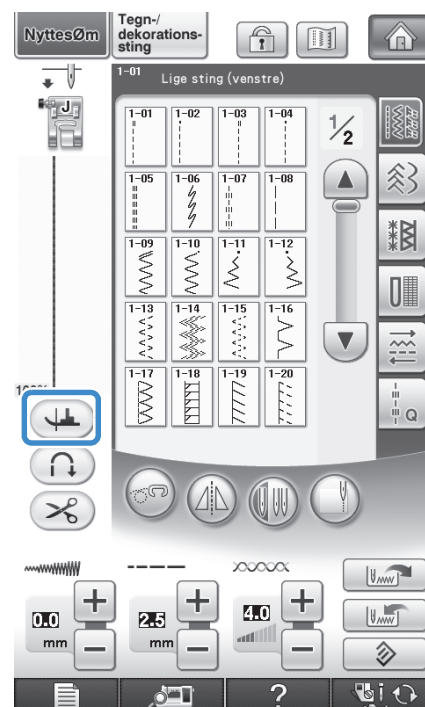 NyttesØm
Tegn-/
dekorations-
sting
1-01
Lige sting (venstre)
J
1-01 1-02 1-03 1-04
1/2
1-05 1-06 1-07 1-08
1-09 1-10 1-11 1-12
1-13 1-14 1-15 1-16
1-17 1-18 1-19 1-20
Q
0.0
mm
2.5
mm
4.0
?
i